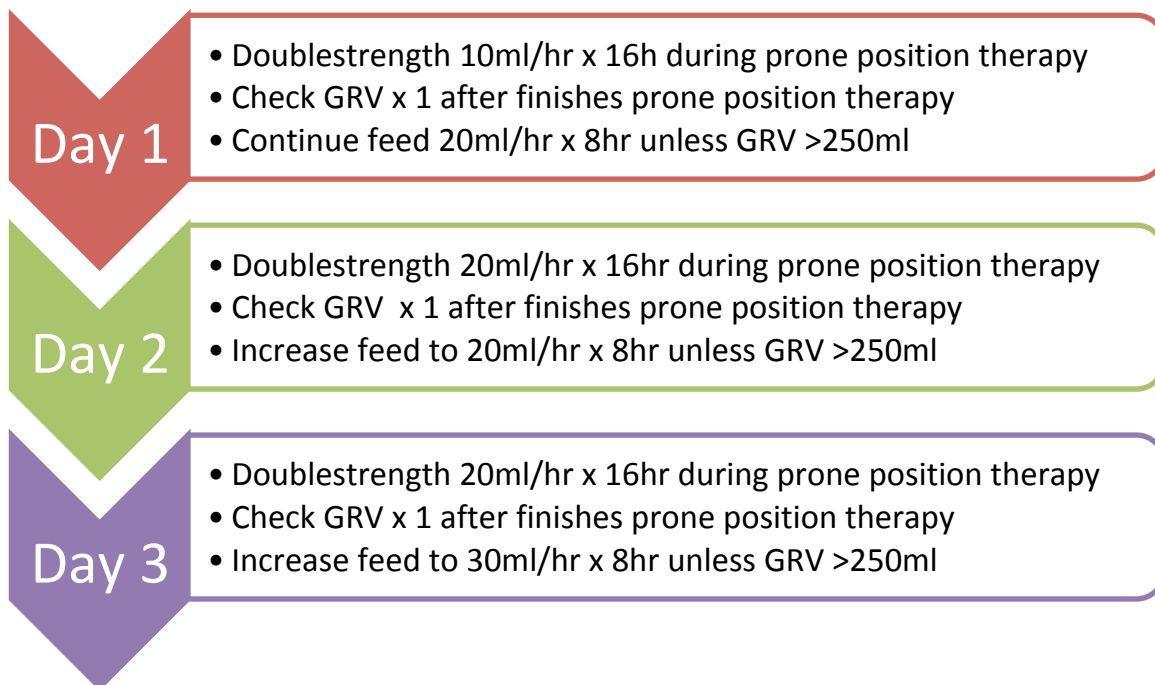 Day 1
• Doublestrength 10ml/hr x 16h during prone position therapy
• Check GRV x 1 after finishes prone position therapy
• Continue feed 20ml/hr x 8hr unless GRV >250ml
Day 2
• Doublestrength 20ml/hr x 16hr during prone position therapy
• Check GRV  x 1 after finishes prone position therapy
• Increase feed to 20ml/hr x 8hr unless GRV >250ml
Day 3
• Doublestrength 20ml/hr x 16hr during prone position therapy
• Check GRV x 1 after finishes prone position therapy
• Increase feed to 30ml/hr x 8hr unless GRV >250ml